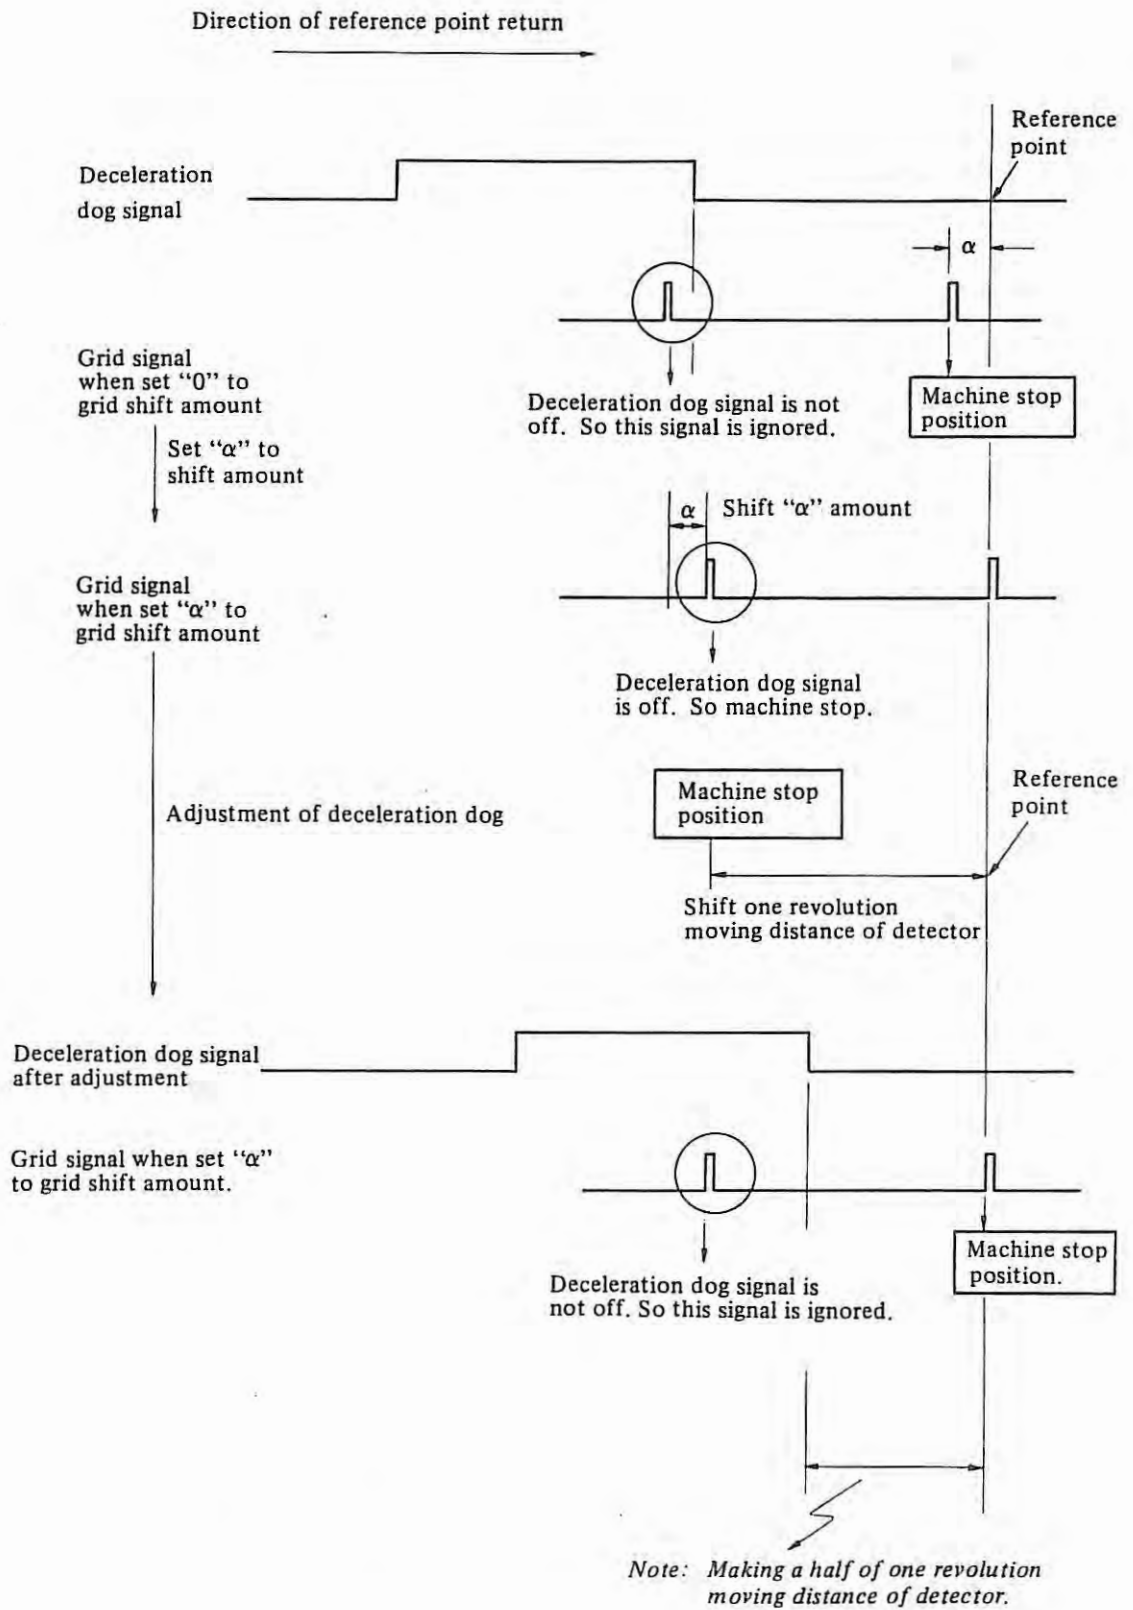 Direction of reference point return
Reference
point
Deceleration
dog signal
α
Grid signal
when set “0” to
grid shift amount
Deceleration dog signal is not
off. So this signal is ignored.
Machine stop
position
Set “α” to
shift amount
α
Shift “α” amount
Grid signal
when set “α” to
grid shift amount
Deceleration dog signal
is off. So machine stop.
Machine stop
position
Reference
point
Adjustment of deceleration dog
Shift one revolution
moving distance of detector
Deceleration dog signal
after adjustment
Grid signal when set “α”
to grid shift amount.
Machine stop
position.
Deceleration dog signal is
not off. So this signal is ignored.
Note: Making a half of one revolution
moving distance of detector.